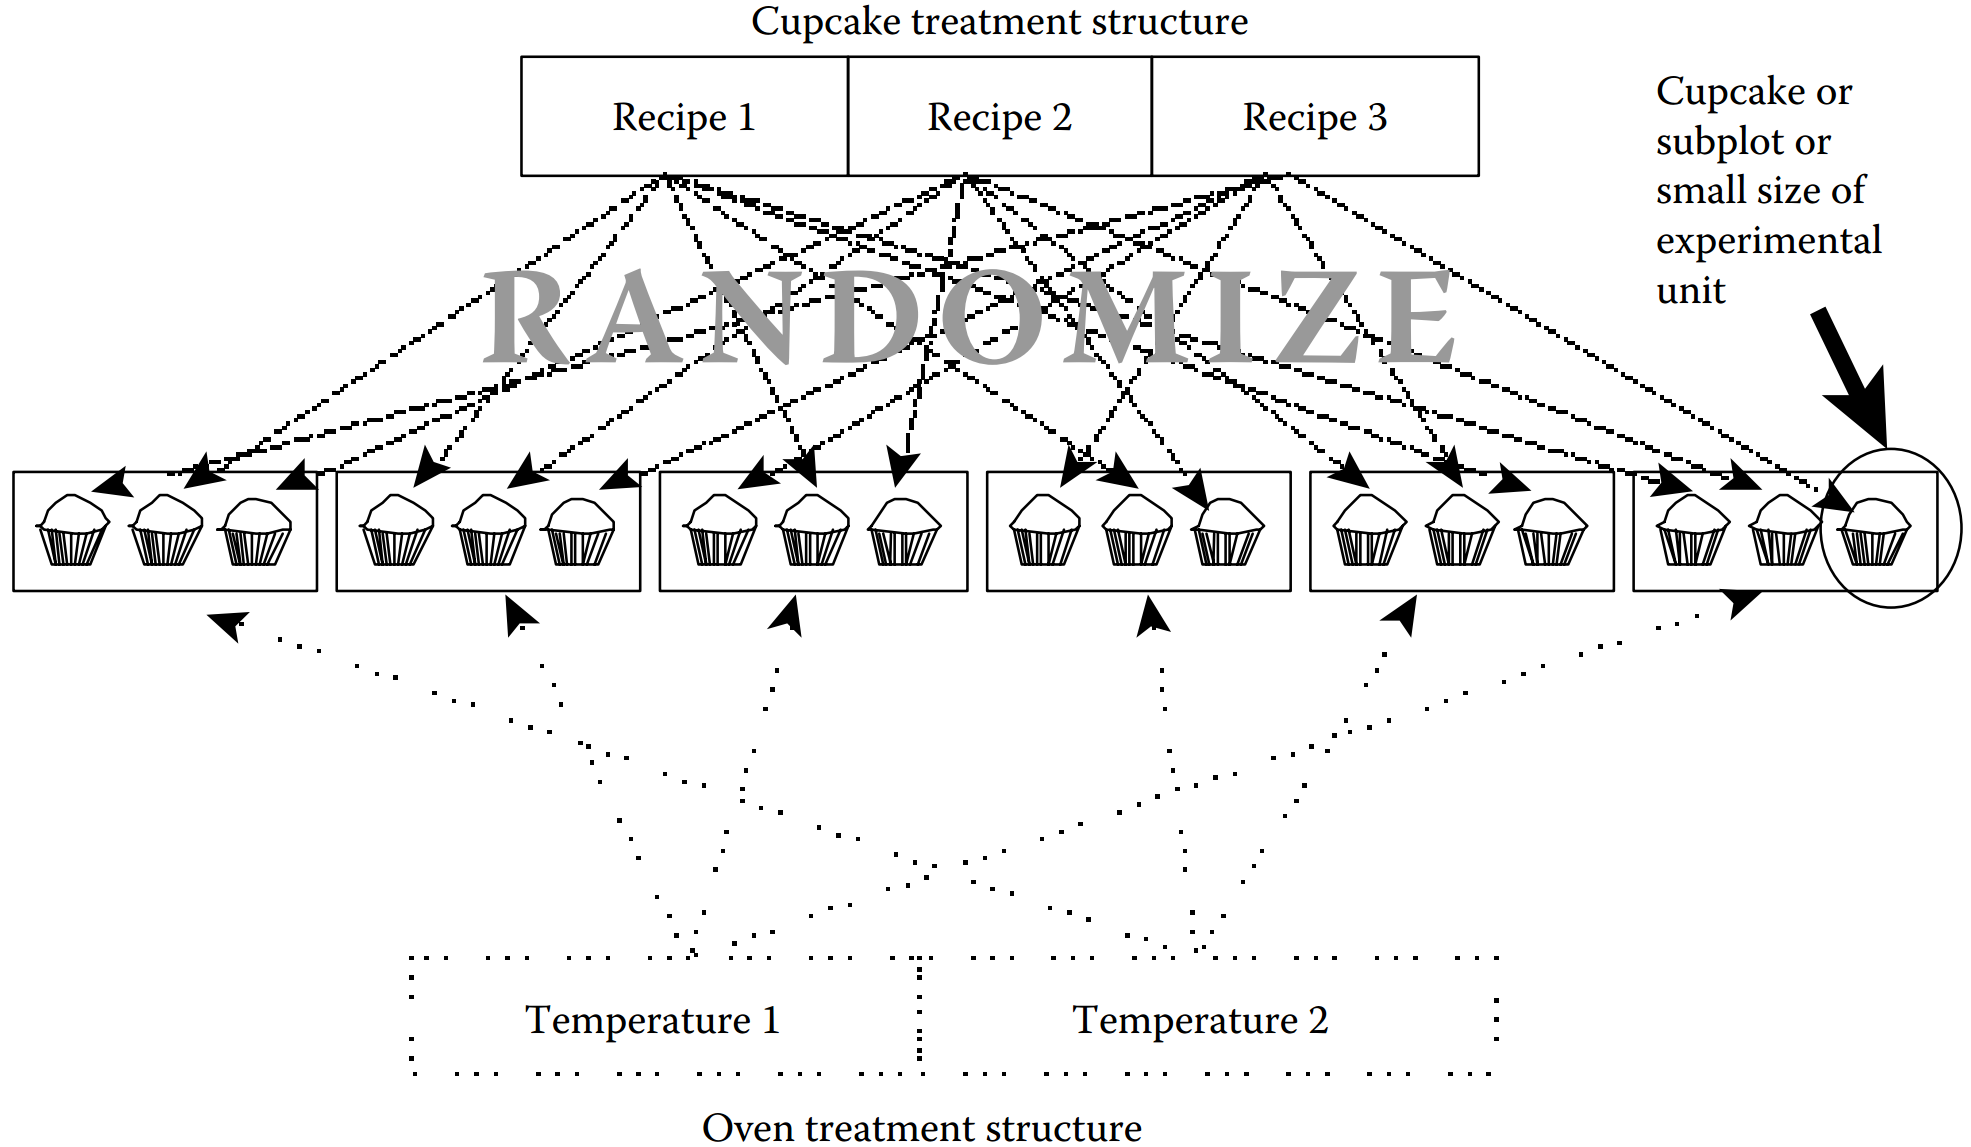 Cupcake treatment structure
Recipe 1
Recipe 2
Recipe 3
Cupcake or
subplot or
small size of
experimental
unit
RANDOMIZE
Temperature 1
Temperature 2
Oven treatment structure